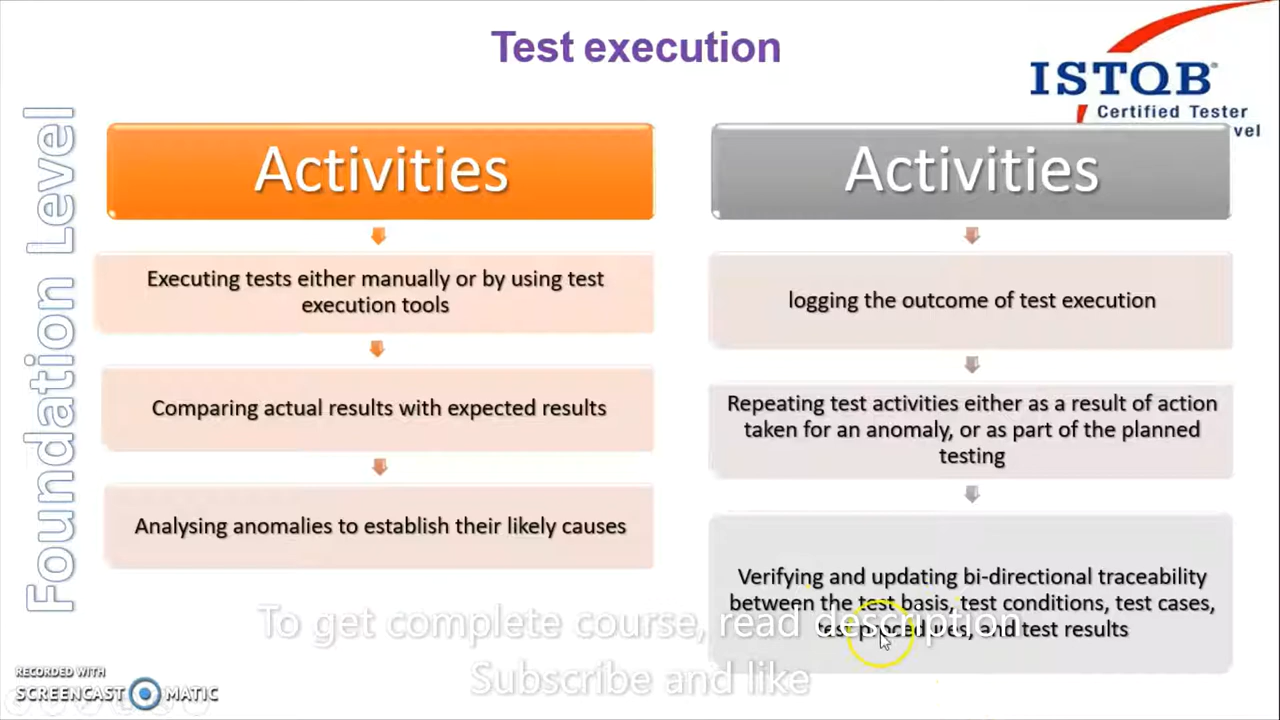 Test execution
ISTQB®
Certified Tester
vel
Foundation Level
Activities
Executing tests either manually or by using test
execution tools
Comparing actual results with expected results
Analysing anomalies to establish their likely causes
Activities
logging the outcome of test execution
Repeating test activities either as a result of action
taken for an anomaly, or as part of the planned
testing
Verifying and updating bi-directional traceability
between the test basis, test conditions, test cases,
test procedures, and test results
To get complete course, read description
Subscribe and like
RECORDED WITH
SCREENCAST MATIC